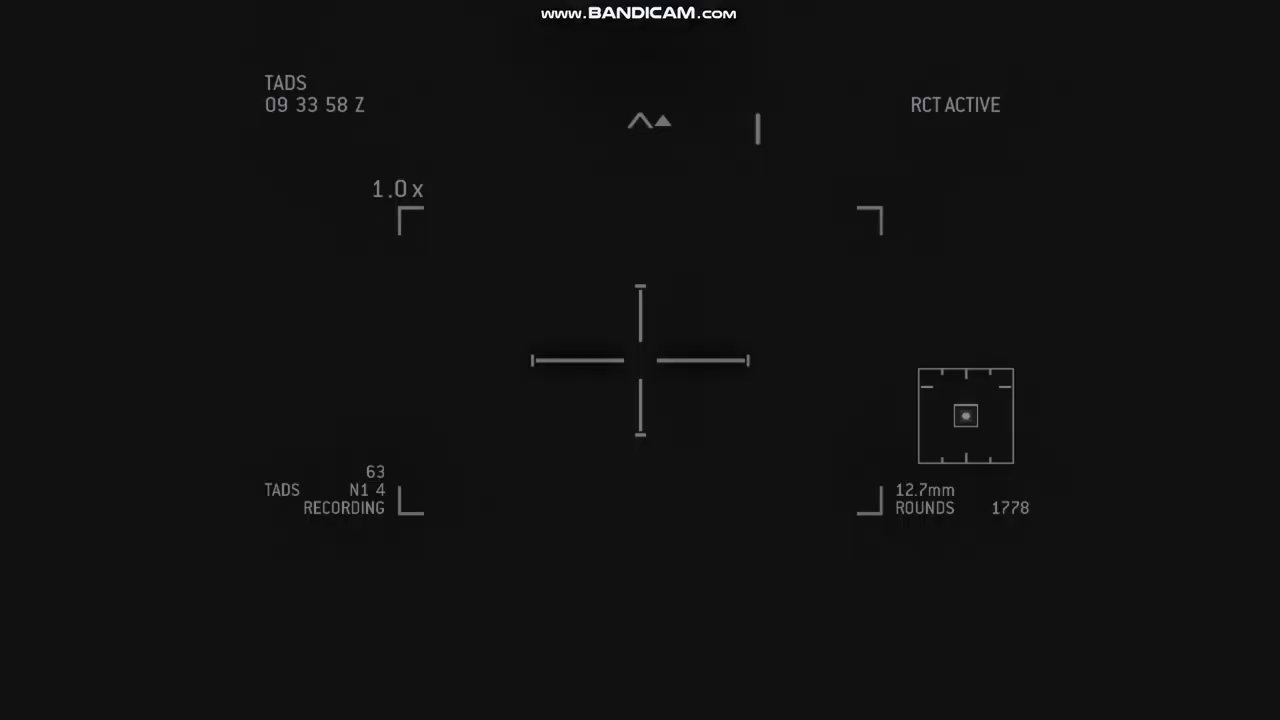 www.BANDICAM.com
TADS
09 33 58 Z
RCT ACTIVE
1.0 x
63
TADS N1 4
RECORDING
12.7mm
ROUNDS 1778